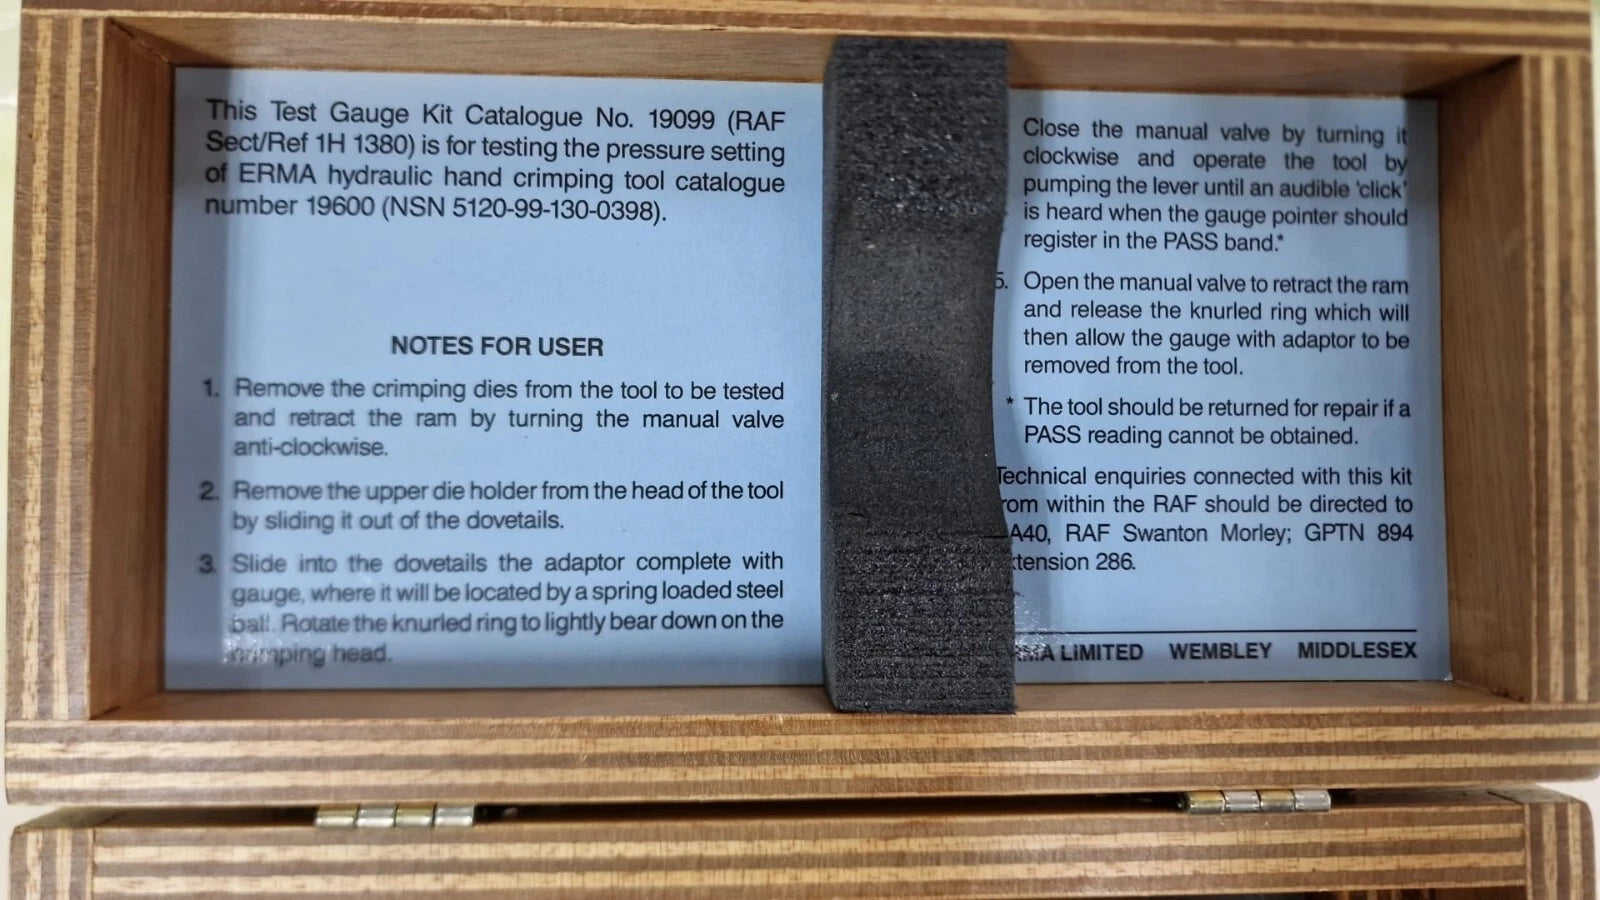 This Test Gauge Kit Catalogue No. 19099 (RAF
Sect/Ref 1H 1380) is for testing the pressure setting
of ERMA hydraulic hand crimping tool catalogue
number 19600 (NSN 5120-99-130-0398).
NOTES FOR USER
1. Remove the crimping dies from the tool to be tested
and retract the ram by turning the manual valve
anti-clockwise.
2. Remove the upper die holder from the head of the tool
by sliding it out of the dovetails.
3. Slide into the dovetails the adaptor complete with
gauge, where it will be located by a spring loaded steel
ball. Rotate the knurled ring to lightly bear down on the
crimping head.
Close the manual valve by turning it
clockwise and operate the tool by
pumping the lever until an audible 'click'
is heard when the gauge pointer should
register in the PASS band.*
5. Open the manual valve to retract the ram
and release the knurled ring which will
then allow the gauge with adaptor to be
removed from the tool.
* The tool should be returned for repair if a
PASS reading cannot be obtained.
Technical enquiries connected with this kit
from within the RAF should be directed to
A40, RAF Swanton Morley; GPTN 894
tension 286.
MA LIMITED WEMBLEY MIDDLESEX